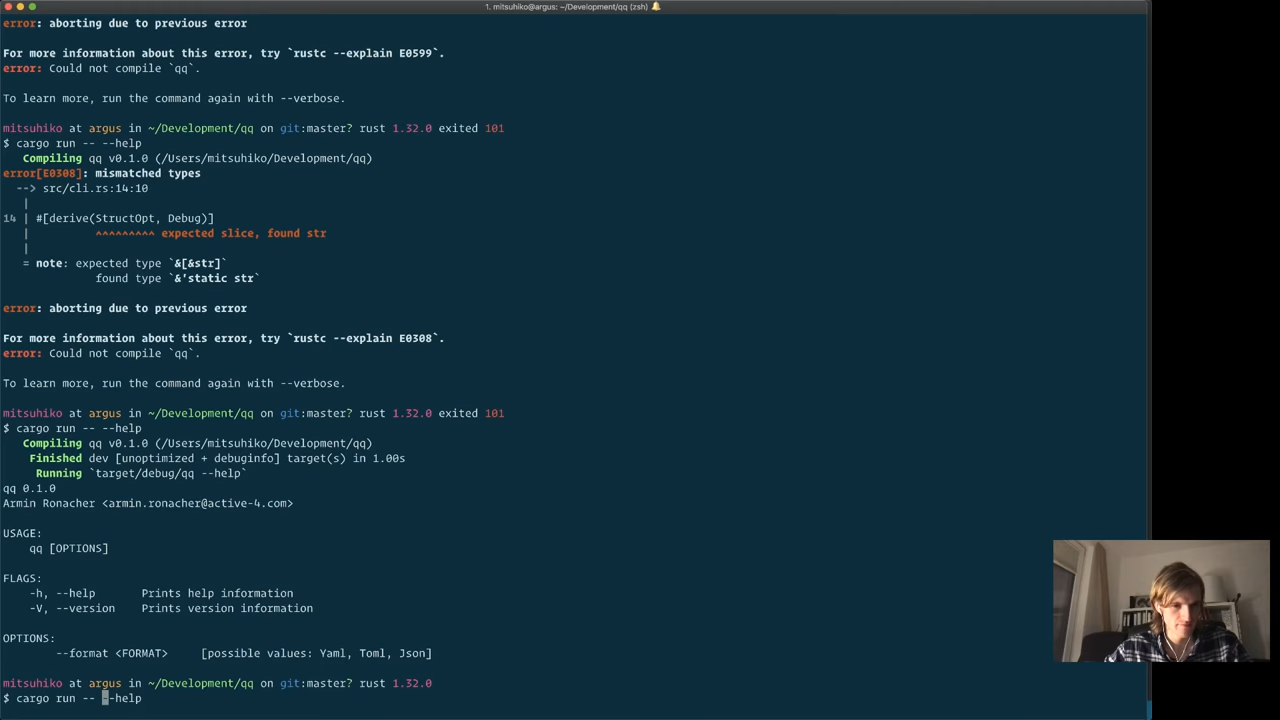 1. mitsuhiko@argus: ~/Development/qq (zsh)
error: aborting due to previous error
For more information about this error, try `rustc --explain E0599`.
error: Could not compile `qq`.
To learn more, run the command again with --verbose.
mitsuhiko at argus in ~/Development/qq on git:master? rust 1.32.0 exited 101
$ cargo run -- --help
Compiling qq v0.1.0 (/Users/mitsuhiko/Development/qq)
error[E0308]: mismatched types
--> src/cli.rs:14:10
|
14 | #[derive(StructOpt, Debug)]
| ^^^^^^^^^ expected slice, found str
|
= note: expected type `&[&str]`
found type `&'static str`
error: aborting due to previous error
For more information about this error, try `rustc --explain E0308`.
error: Could not compile `qq`.
To learn more, run the command again with --verbose.
mitsuhiko at argus in ~/Development/qq on git:master? rust 1.32.0 exited 101
$ cargo run -- --help
Compiling qq v0.1.0 (/Users/mitsuhiko/Development/qq)
Finished dev [unoptimized + debuginfo] target(s) in 1.00s
Running `target/debug/qq --help`
qq 0.1.0
Armin Ronacher <armin.ronacher@active-4.com>
USAGE:
qq [OPTIONS]
FLAGS:
-h, --help Prints help information
-V, --version Prints version information
OPTIONS:
--format <FORMAT> [possible values: Yaml, Toml, Json]
mitsuhiko at argus in ~/Development/qq on git:master? rust 1.32.0
$ cargo run -- --help